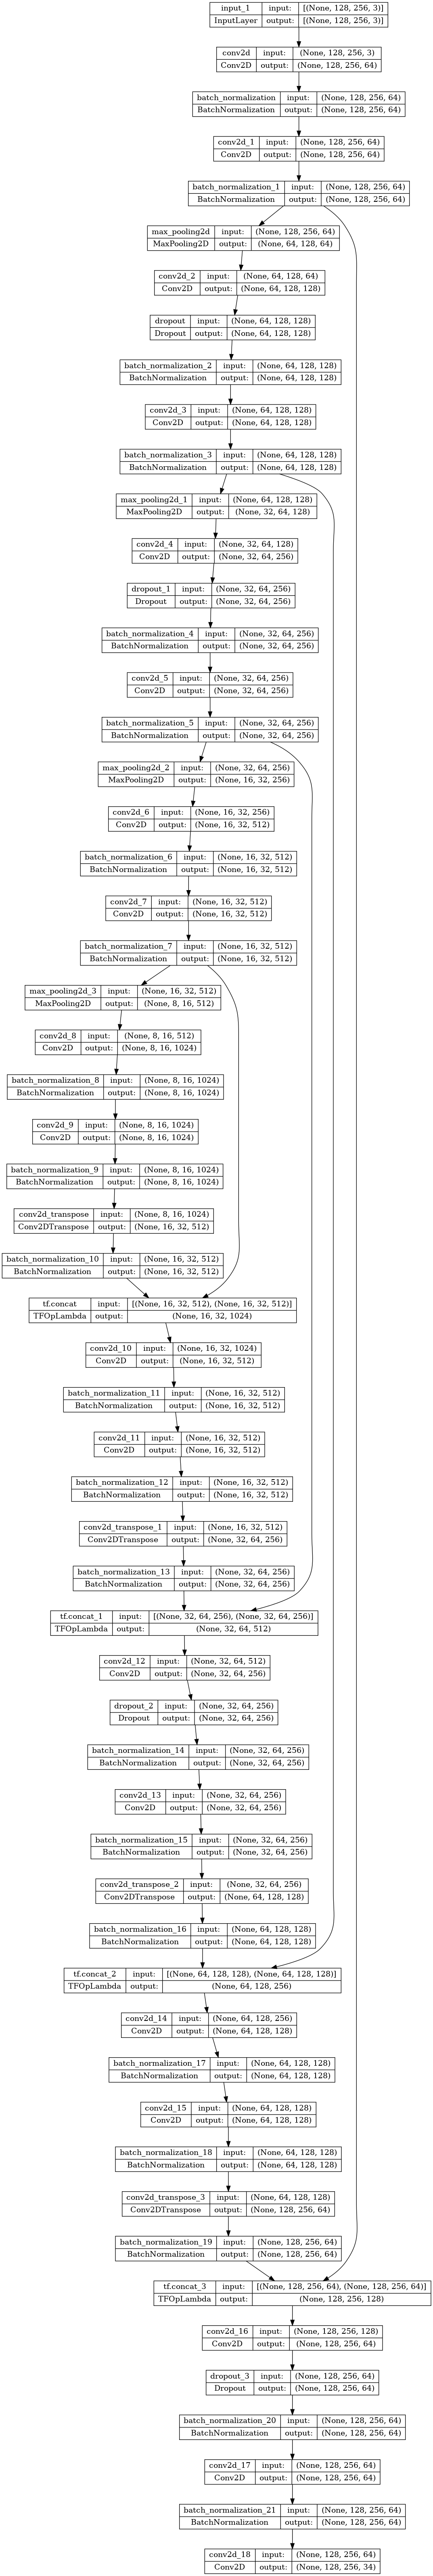 input_1 input: [(None, 128, 256, 3)]
InputLayer output: [(None, 128, 256, 3)]
conv2d input: (None, 128, 256, 3)
Conv2D output: (None, 128, 256, 64)
batch_normalization input: (None, 128, 256, 64)
BatchNormalization output: (None, 128, 256, 64)
conv2d_1 input: (None, 128, 256, 64)
Conv2D output: (None, 128, 256, 64)
batch_normalization_1 input: (None, 128, 256, 64)
BatchNormalization output: (None, 128, 256, 64)
max_pooling2d input: (None, 128, 256, 64)
MaxPooling2D output: (None, 64, 128, 64)
conv2d_2 input: (None, 64, 128, 64)
Conv2D output: (None, 64, 128, 128)
dropout input: (None, 64, 128, 128)
Dropout output: (None, 64, 128, 128)
batch_normalization_2 input: (None, 64, 128, 128)
BatchNormalization output: (None, 64, 128, 128)
conv2d_3 input: (None, 64, 128, 128)
Conv2D output: (None, 64, 128, 128)
batch_normalization_3 input: (None, 64, 128, 128)
BatchNormalization output: (None, 64, 128, 128)
max_pooling2d_1 input: (None, 64, 128, 128)
MaxPooling2D output: (None, 32, 64, 128)
conv2d_4 input: (None, 32, 64, 128)
Conv2D output: (None, 32, 64, 256)
dropout_1 input: (None, 32, 64, 256)
Dropout output: (None, 32, 64, 256)
batch_normalization_4 input: (None, 32, 64, 256)
BatchNormalization output: (None, 32, 64, 256)
conv2d_5 input: (None, 32, 64, 256)
Conv2D output: (None, 32, 64, 256)
batch_normalization_5 input: (None, 32, 64, 256)
BatchNormalization output: (None, 32, 64, 256)
max_pooling2d_2 input: (None, 32, 64, 256)
MaxPooling2D output: (None, 16, 32, 256)
conv2d_6 input: (None, 16, 32, 256)
Conv2D output: (None, 16, 32, 512)
batch_normalization_6 input: (None, 16, 32, 512)
BatchNormalization output: (None, 16, 32, 512)
conv2d_7 input: (None, 16, 32, 512)
Conv2D output: (None, 16, 32, 512)
batch_normalization_7 input: (None, 16, 32, 512)
BatchNormalization output: (None, 16, 32, 512)
max_pooling2d_3 input: (None, 16, 32, 512)
MaxPooling2D output: (None, 8, 16, 512)
conv2d_8 input: (None, 8, 16, 512)
Conv2D output: (None, 8, 16, 1024)
batch_normalization_8 input: (None, 8, 16, 1024)
BatchNormalization output: (None, 8, 16, 1024)
conv2d_9 input: (None, 8, 16, 1024)
Conv2D output: (None, 8, 16, 1024)
batch_normalization_9 input: (None, 8, 16, 1024)
BatchNormalization output: (None, 8, 16, 1024)
conv2d_transpose input: (None, 8, 16, 1024)
Conv2DTranspose output: (None, 16, 32, 512)
batch_normalization_10 input: (None, 16, 32, 512)
BatchNormalization output: (None, 16, 32, 512)
tf.concat input: [(None, 16, 32, 512), (None, 16, 32, 512)]
TFOpLambda output: (None, 16, 32, 1024)
conv2d_10 input: (None, 16, 32, 1024)
Conv2D output: (None, 16, 32, 512)
batch_normalization_11 input: (None, 16, 32, 512)
BatchNormalization output: (None, 16, 32, 512)
conv2d_11 input: (None, 16, 32, 512)
Conv2D output: (None, 16, 32, 512)
batch_normalization_12 input: (None, 16, 32, 512)
BatchNormalization output: (None, 16, 32, 512)
conv2d_transpose_1 input: (None, 16, 32, 512)
Conv2DTranspose output: (None, 32, 64, 256)
batch_normalization_13 input: (None, 32, 64, 256)
BatchNormalization output: (None, 32, 64, 256)
tf.concat_1 input: [(None, 32, 64, 256), (None, 32, 64, 256)]
TFOpLambda output: (None, 32, 64, 512)
conv2d_12 input: (None, 32, 64, 512)
Conv2D output: (None, 32, 64, 256)
dropout_2 input: (None, 32, 64, 256)
Dropout output: (None, 32, 64, 256)
batch_normalization_14 input: (None, 32, 64, 256)
BatchNormalization output: (None, 32, 64, 256)
conv2d_13 input: (None, 32, 64, 256)
Conv2D output: (None, 32, 64, 256)
batch_normalization_15 input: (None, 32, 64, 256)
BatchNormalization output: (None, 32, 64, 256)
conv2d_transpose_2 input: (None, 32, 64, 256)
Conv2DTranspose output: (None, 64, 128, 128)
batch_normalization_16 input: (None, 64, 128, 128)
BatchNormalization output: (None, 64, 128, 128)
tf.concat_2 input: [(None, 64, 128, 128), (None, 64, 128, 128)]
TFOpLambda output: (None, 64, 128, 256)
conv2d_14 input: (None, 64, 128, 256)
Conv2D output: (None, 64, 128, 128)
batch_normalization_17 input: (None, 64, 128, 128)
BatchNormalization output: (None, 64, 128, 128)
conv2d_15 input: (None, 64, 128, 128)
Conv2D output: (None, 64, 128, 128)
batch_normalization_18 input: (None, 64, 128, 128)
BatchNormalization output: (None, 64, 128, 128)
conv2d_transpose_3 input: (None, 64, 128, 128)
Conv2DTranspose output: (None, 128, 256, 64)
batch_normalization_19 input: (None, 128, 256, 64)
BatchNormalization output: (None, 128, 256, 64)
tf.concat_3 input: [(None, 128, 256, 64), (None, 128, 256, 64)]
TFOpLambda output: (None, 128, 256, 128)
conv2d_16 input: (None, 128, 256, 128)
Conv2D output: (None, 128, 256, 64)
dropout_3 input: (None, 128, 256, 64)
Dropout output: (None, 128, 256, 64)
batch_normalization_20 input: (None, 128, 256, 64)
BatchNormalization output: (None, 128, 256, 64)
conv2d_17 input: (None, 128, 256, 64)
Conv2D output: (None, 128, 256, 64)
batch_normalization_21 input: (None, 128, 256, 64)
BatchNormalization output: (None, 128, 256, 64)
conv2d_18 input: (None, 128, 256, 64)
Conv2D output: (None, 128, 256, 34)